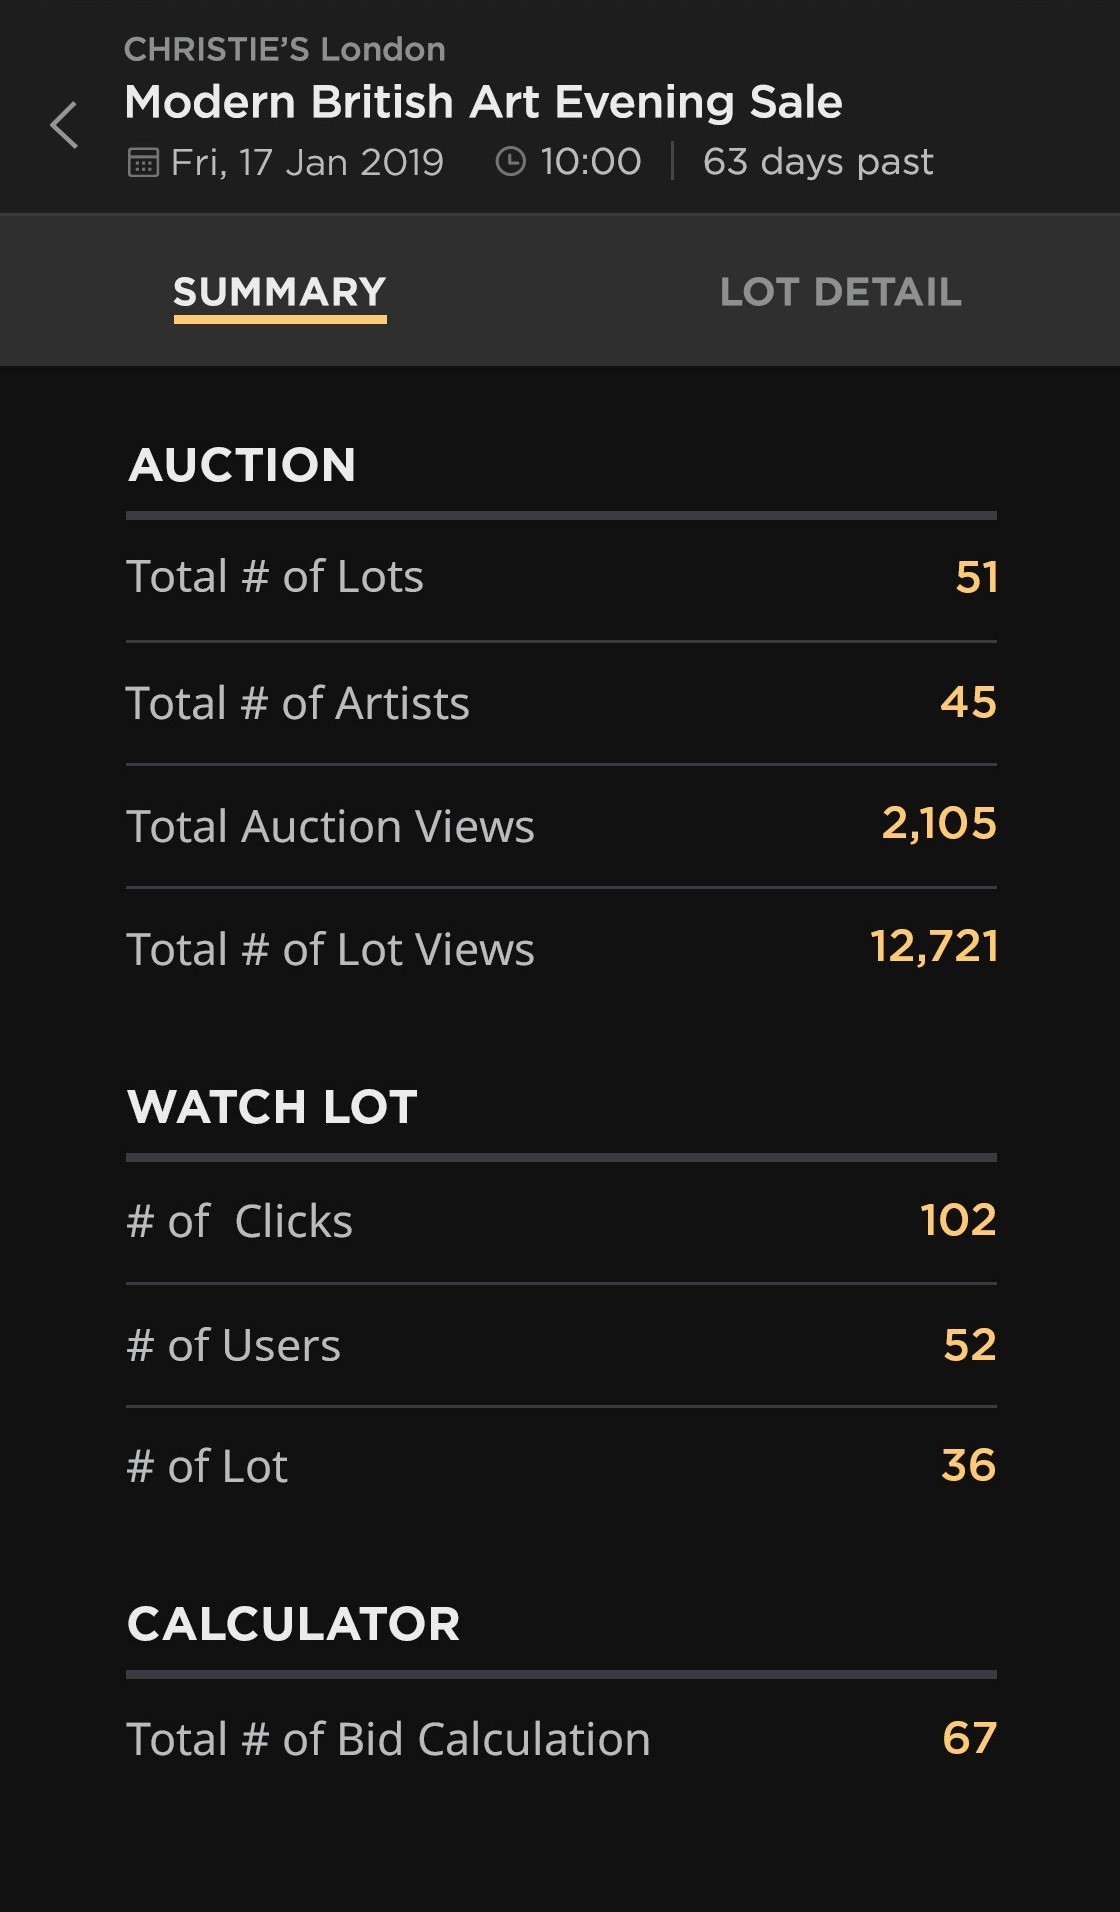 CHRISTIE’S London
Modern British Art Evening Sale
Fri, 17 Jan 2019 10:00 | 63 days past
SUMMARY LOT DETAIL
AUCTION
Total # of Lots 51
Total # of Artists 45
Total Auction Views 2,105
Total # of Lot Views 12,721
WATCH LOT
# of  Clicks 102
# of Users 52
# of Lot 36
CALCULATOR
Total # of Bid Calculation 67